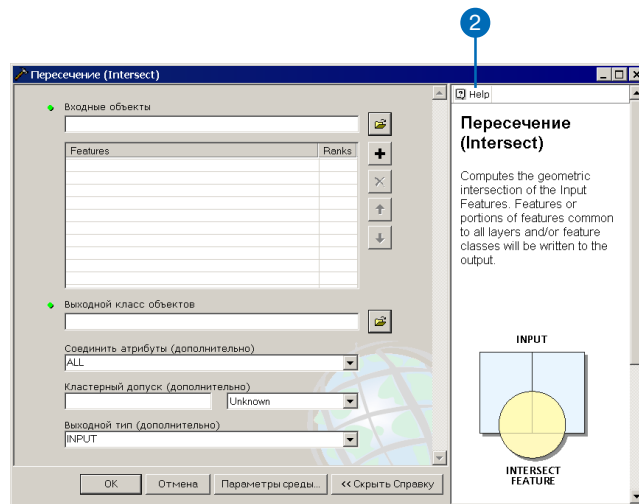 2
Пересечение (Intersect)
Входные объекты
Features
Ranks
Выходной класс объектов
Соединить атрибуты (дополнительно)
ALL
Кластерный допуск (дополнительно)
Unknown
Выходной тип (дополнительно)
INPUT
OK
Отмена
Параметры среды...
<< Скрыть Справку
Help
Пересечение
(Intersect)
Computes the geometric
intersection of the Input
Features. Features or
portions of features common
to all layers and/or feature
classes will be written to the
output.
INPUT
INTERSECT
FEATURE